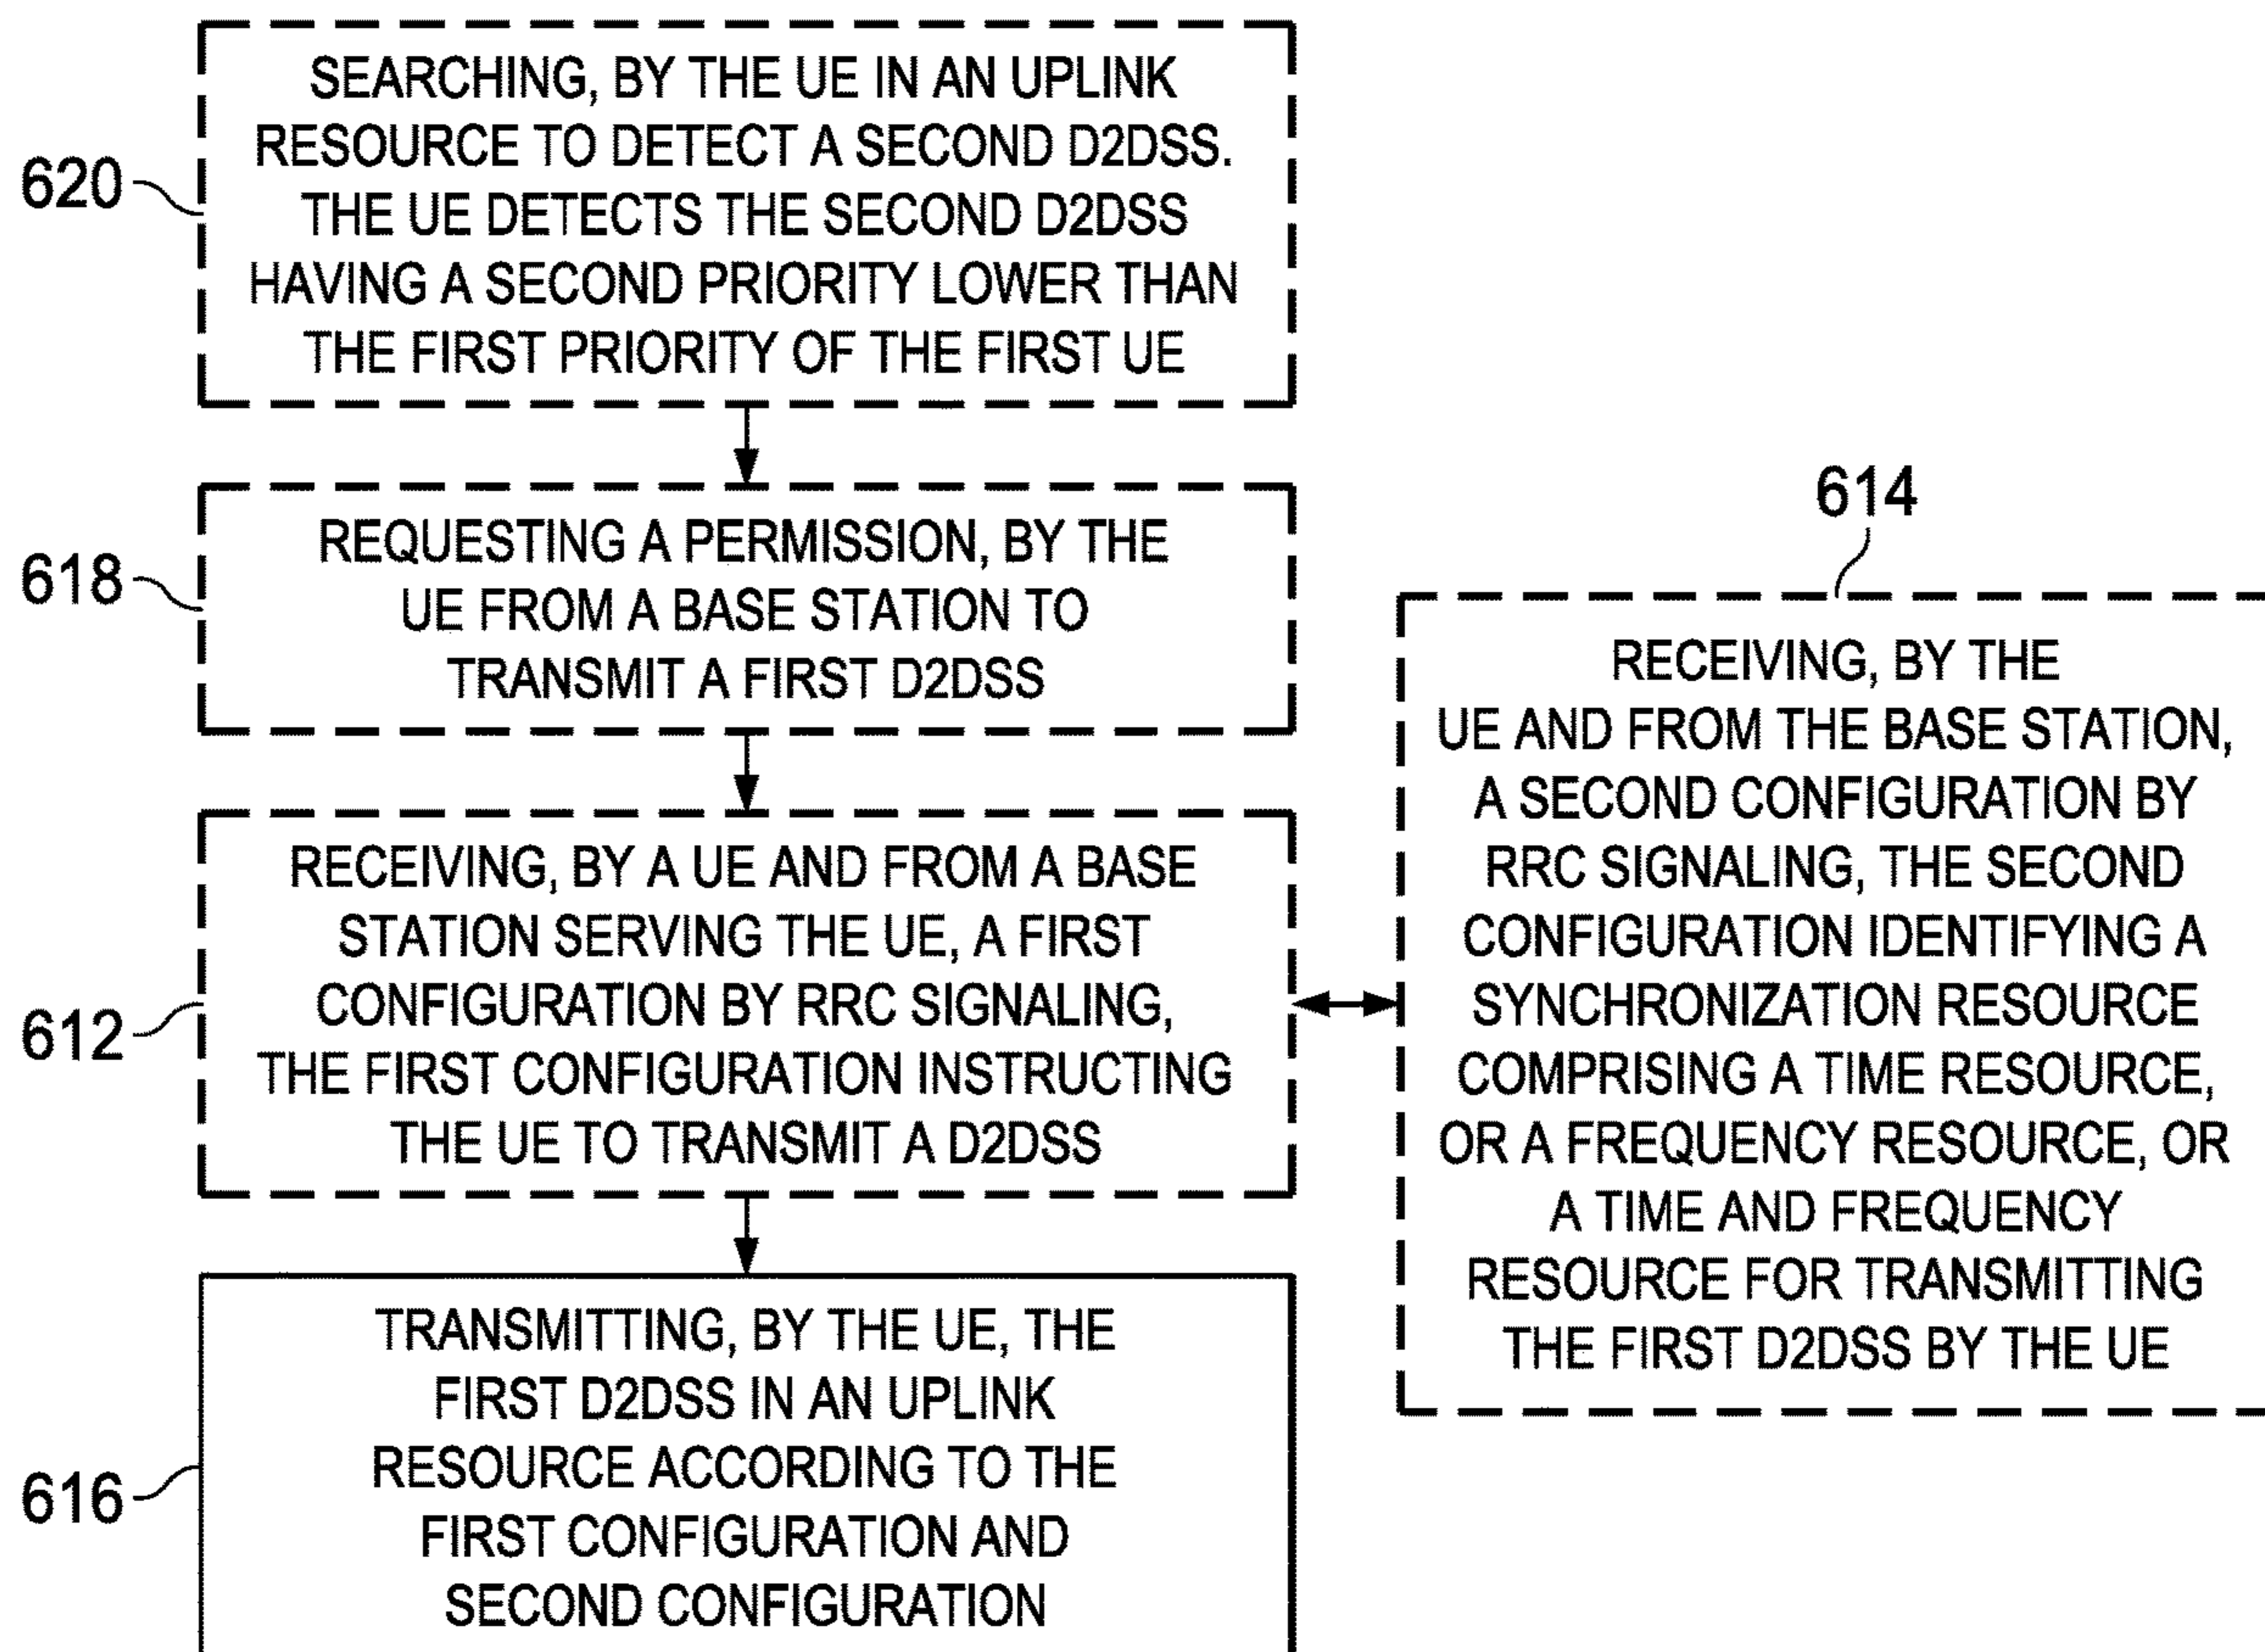 620
SEARCHING, BY THE UE IN AN UPLINK
RESOURCE TO DETECT A SECOND D2DSS.
THE UE DETECTS THE SECOND D2DSS
HAVING A SECOND PRIORITY LOWER THAN
THE FIRST PRIORITY OF THE FIRST UE
618
REQUESTING A PERMISSION, BY THE
UE FROM A BASE STATION TO
TRANSMIT A FIRST D2DSS
612
RECEIVING, BY A UE AND FROM A BASE
STATION SERVING THE UE, A FIRST
CONFIGURATION BY RRC SIGNALING,
THE FIRST CONFIGURATION INSTRUCTING
THE UE TO TRANSMIT A D2DSS
614
RECEIVING, BY THE
UE AND FROM THE BASE STATION,
A SECOND CONFIGURATION BY
RRC SIGNALING, THE SECOND
CONFIGURATION IDENTIFYING A
SYNCHRONIZATION RESOURCE
COMPRISING A TIME RESOURCE,
OR A FREQUENCY RESOURCE, OR
A TIME AND FREQUENCY
RESOURCE FOR TRANSMITTING
THE FIRST D2DSS BY THE UE
616
TRANSMITTING, BY THE UE, THE
FIRST D2DSS IN AN UPLINK
RESOURCE ACCORDING TO THE
FIRST CONFIGURATION AND
SECOND CONFIGURATION